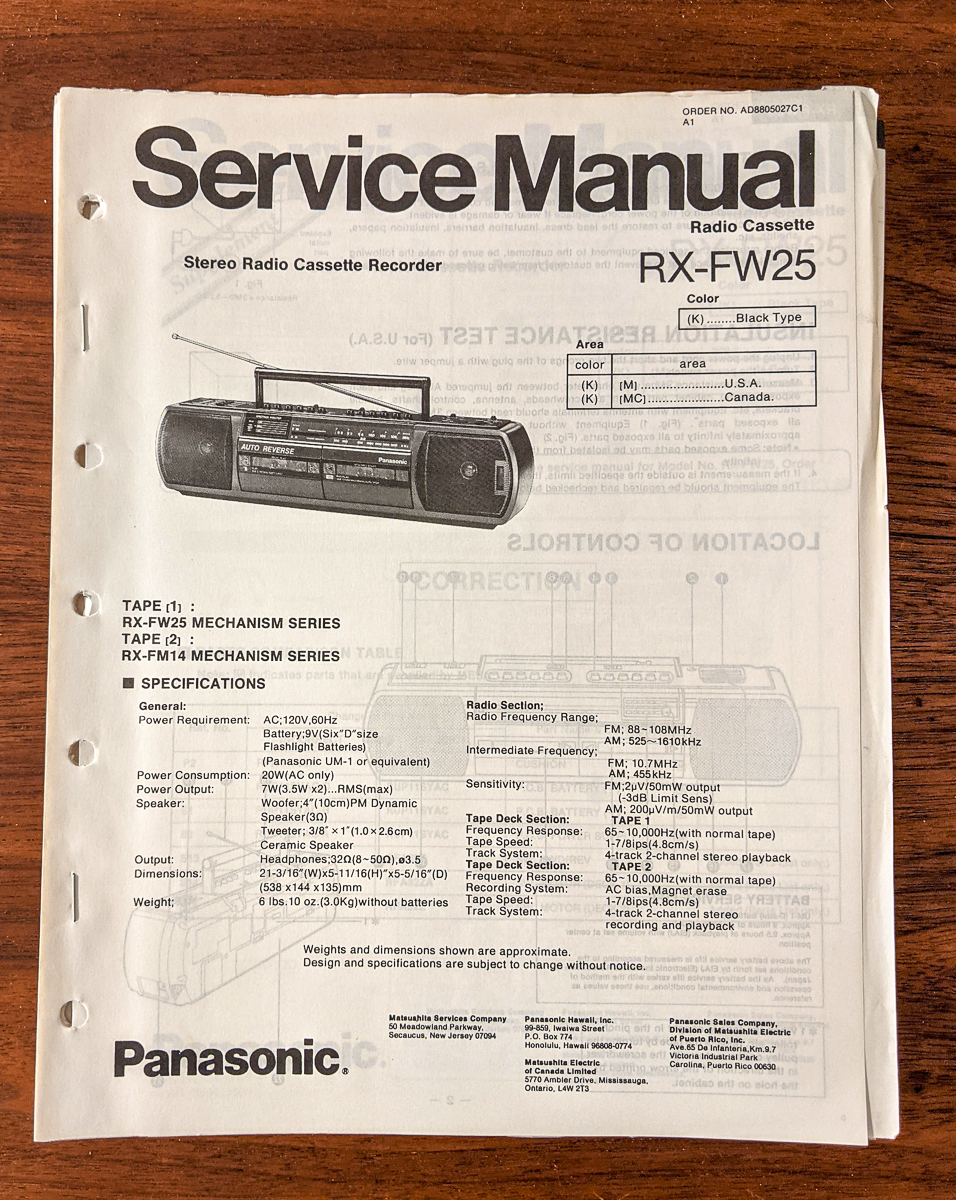 ORDER NO. AD8805027C1
A1
Service Manual
Radio Cassette
Stereo Radio Cassette Recorder
RX-FW25
Color
(K) ........Black Type
Area
color area
(K) [M] ........................U.S.A.
(K) [MC]......................Canada.
AUTO REVERSE
Panasonic
CORRECTION
TAPE [1] :
RX-FW25 MECHANISM SERIES
TAPE [2] :
RX-FM14 MECHANISM SERIES
■ SPECIFICATIONS
General:
Power Requirement: AC;120V,60Hz
Battery;9V(Six"D"size
Flashlight Batteries)
(Panasonic UM-1 or equivalent)
Power Consumption: 20W(AC only)
Power Output: 7W(3.5W x2)...RMS(max)
Speaker: Woofer;4"(10cm)PM Dynamic
Speaker(3Ω)
Tweeter; 3/8" × 1"(1.0 × 2.6cm)
Ceramic Speaker
Output: Headphones;32Ω(8~50Ω),ø3.5
Dimensions: 21-3/16"(W)x5-11/16(H)"x5-5/16"(D)
(538 x144 x135)mm
Weight; 6 lbs.10 oz.(3.0Kg)without batteries
Radio Section;
Radio Frequency Range;
FM; 88~108MHz
AM; 525~1610kHz
Intermediate Frequency;
FM; 10.7MHz
AM; 455kHz
Sensitivity: FM;2μV/50mW output
(-3dB Limit Sens)
AM; 200μV/m/50mW output
Tape Deck Section: TAPE 1
Frequency Response: 65~10,000Hz(with normal tape)
Tape Speed: 1-7/8ips(4.8cm/s)
Track System: 4-track 2-channel stereo playback
Tape Deck Section: TAPE 2
Frequency Response: 65~10,000Hz(with normal tape)
Recording System: AC bias,Magnet erase
Tape Speed: 1-7/8ips(4.8cm/s)
Track System: 4-track 2-channel stereo
recording and playback
Weights and dimensions shown are approximate.
Design and specifications are subject to change without notice.
Panasonic®
Matsushita Services Company
50 Meadowland Parkway,
Secaucus, New Jersey 07094
Panasonic Hawaii, Inc.
99-859, Iwaiwa Street
P.O. Box 774
Honolulu, Hawaii 96808-0774
Matsushita Electric
of Canada Limited
5770 Ambler Drive, Mississauga,
Ontario, L4W 2T3
Panasonic Sales Company,
Division of Matsushita Electric
of Puerto Rico, Inc.
Ave.65 De Infanteria,Km.9,7
Victoria Industrial Park
Carolina, Puerto Rico 00630